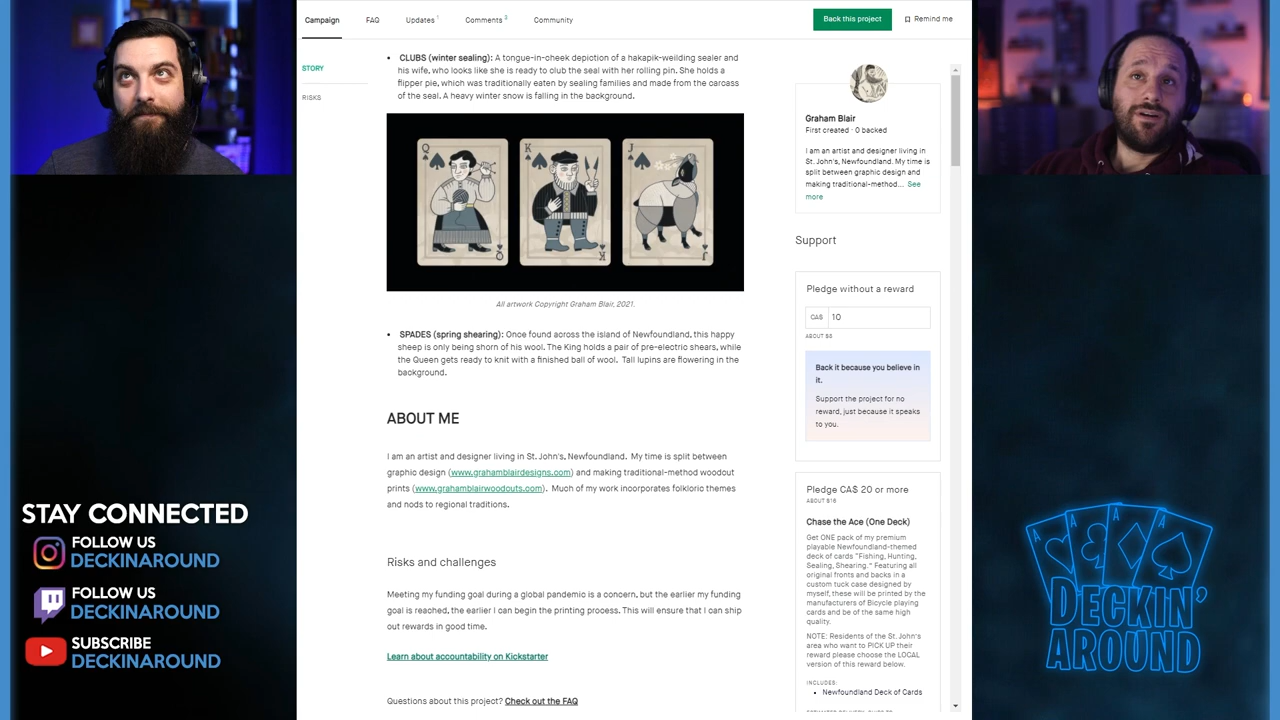 Campaign
FAQ
Updates 1
Comments 3
Community
Back this project
Remind me
STORY
RISKS
• CLUBS (winter sealing): A tongue-in-cheek depiction of a hakapik-weilding sealer and
his wife, who looks like she is ready to club the seal with her rolling pin. She holds a
flipper pie, which was traditionally eaten by sealing families and made from the carcass
of the seal. A heavy winter snow is falling in the background.
Q
K
J
Q
K
J
All artwork Copyright Graham Blair, 2021.
• SPADES (spring shearing): Once found across the island of Newfoundland, this happy
sheep is only being shorn of his wool. The King holds a pair of pre-electric shears, while
the Queen gets ready to knit with a finished ball of wool. Tall lupins are flowering in the
background.
ABOUT ME
I am an artist and designer living in St. John's, Newfoundland. My time is split between
graphic design (www.grahamblairdesigns.com) and making traditional-method woodcut
prints (www.grahamblairwoodcuts.com). Much of my work incorporates folkloric themes
and nods to regional traditions.
Risks and challenges
Meeting my funding goal during a global pandemic is a concern, but the earlier my funding
goal is reached, the earlier I can begin the printing process. This will ensure that I can ship
out rewards in good time.
Learn about accountability on Kickstarter
Questions about this project? Check out the FAQ
Graham Blair
First created · 0 backed
I am an artist and designer living in
St. John's, Newfoundland. My time is
split between graphic design and
making traditional-method... See
more
Support
Pledge without a reward
CA$ 10
ABOUT $8
Back it because you believe in
it.
Support the project for no
reward, just because it speaks
to you.
Pledge CA$ 20 or more
ABOUT $16
Chase the Ace (One Deck)
Get ONE pack of my premium
playable Newfoundland-themed
deck of cards "Fishing, Hunting,
Sealing, Shearing." Featuring all
original fronts and backs in a
custom tuck case designed by
myself, these will be printed by the
manufacturers of Bicycle playing
cards and be of the same high
quality.
NOTE: Residents of the St. John's
area who want to PICK UP their
reward please choose the LOCAL
version of this reward below.
INCLUDES:
• Newfoundland Deck of Cards
STAY CONNECTED
FOLLOW US
DECKINAROUND
FOLLOW US
DECKINAROUND
SUBSCRIBE
DECKINAROUND
A A A A
DECKIN'
AROUND